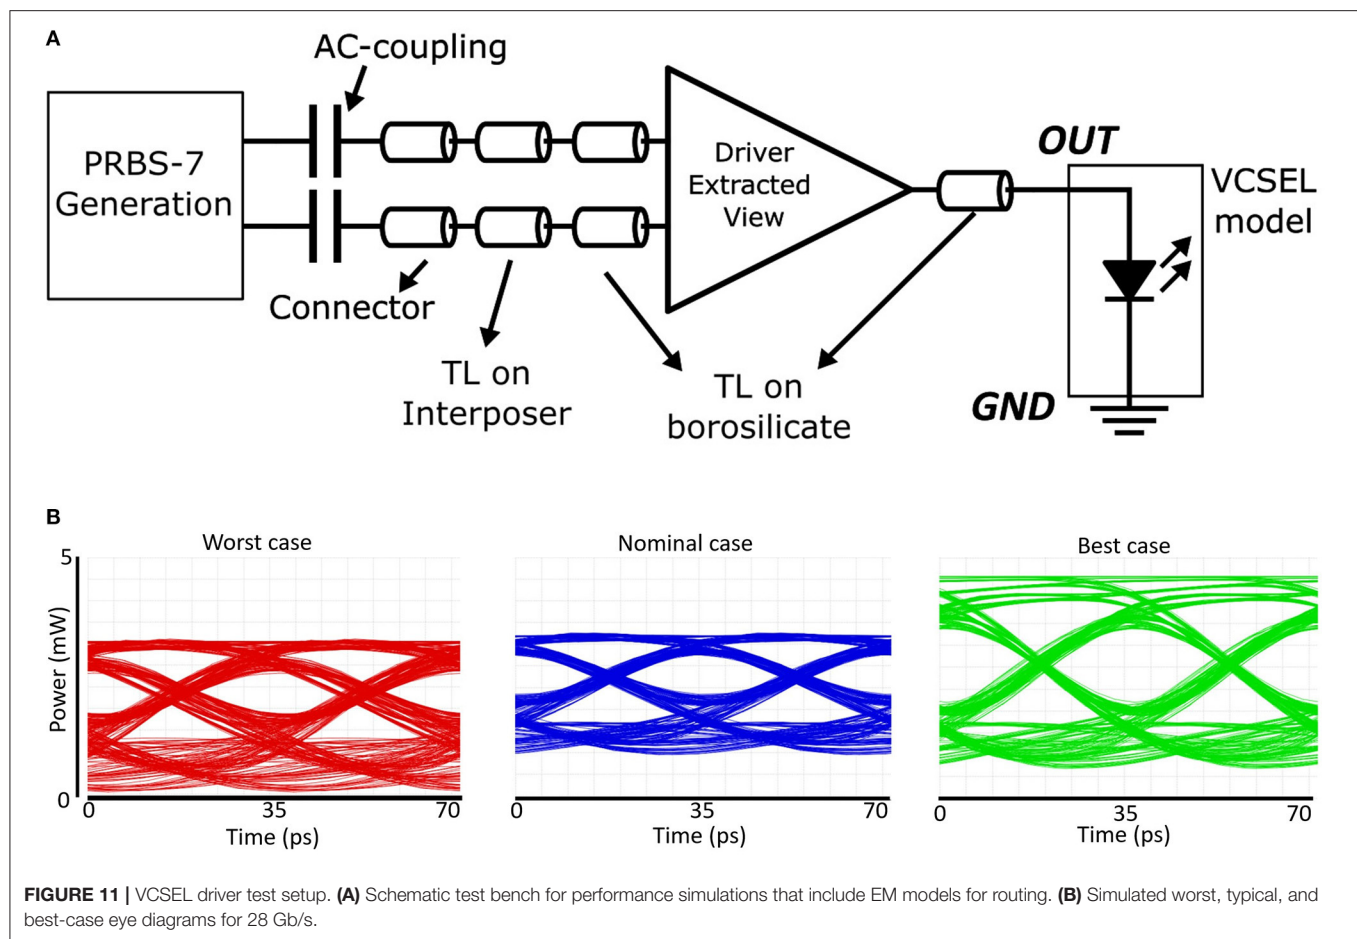 A
AC-coupling
PRBS-7
Generation
Driver
Extracted
View
OUT
VCSEL
model
Connector
TL on
Interposer
TL on
borosilicate
GND
B
Worst case
Nominal case
Best case
5
Power (mW)
0
0 35 70
0 35 70
0 35 70
Time (ps)
Time (ps)
Time (ps)
FIGURE 11 | VCSEL driver test setup. (A) Schematic test bench for performance simulations that include EM models for routing. (B) Simulated worst, typical, and
best-case eye diagrams for 28 Gb/s.